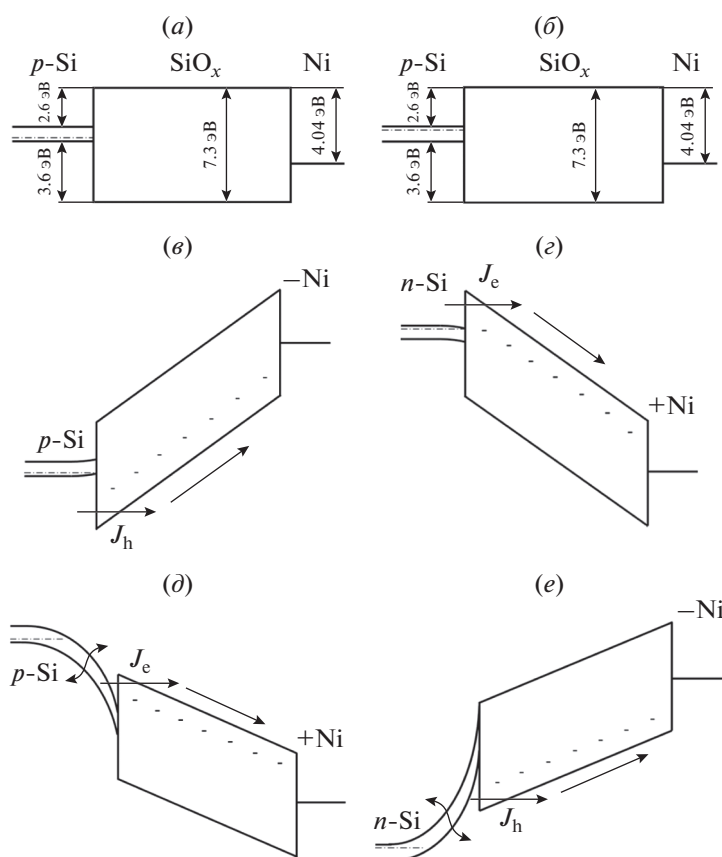 (а)
p-Si SiOx Ni
2.6 эВ
3.6 эВ
7.3 эВ
4.04 эВ
(б)
p-Si SiOx Ni
2.6 эВ
3.6 эВ
7.3 эВ
4.04 эВ
(в)
–Ni
p-Si
Jh
(г)
n-Si Je
+Ni
(д)
p-Si Je
+Ni
(е)
–Ni
n-Si Jh